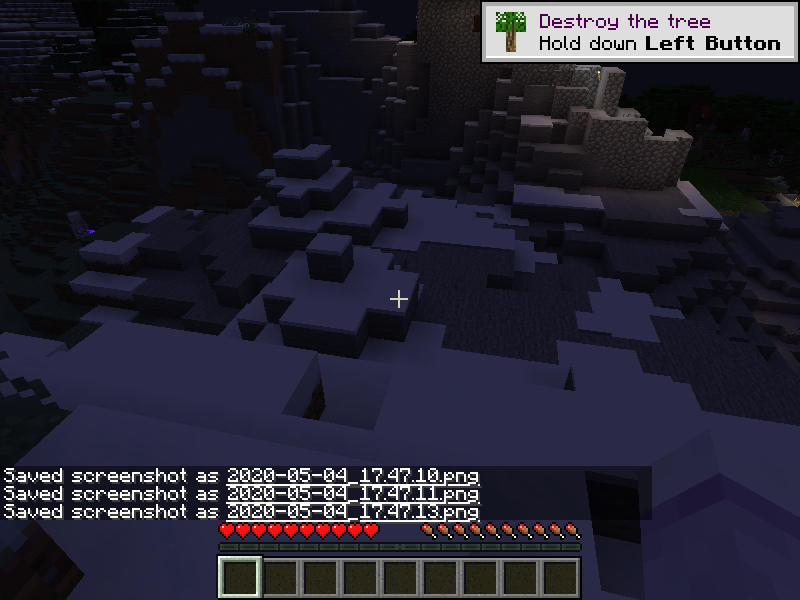 Destroy the tree
Hold down Left Button
Saved screenshot as 2020-05-04_17.47.10.png
Saved screenshot as 2020-05-04_17.47.11.png
Saved screenshot as 2020-05-04_17.47.13.png